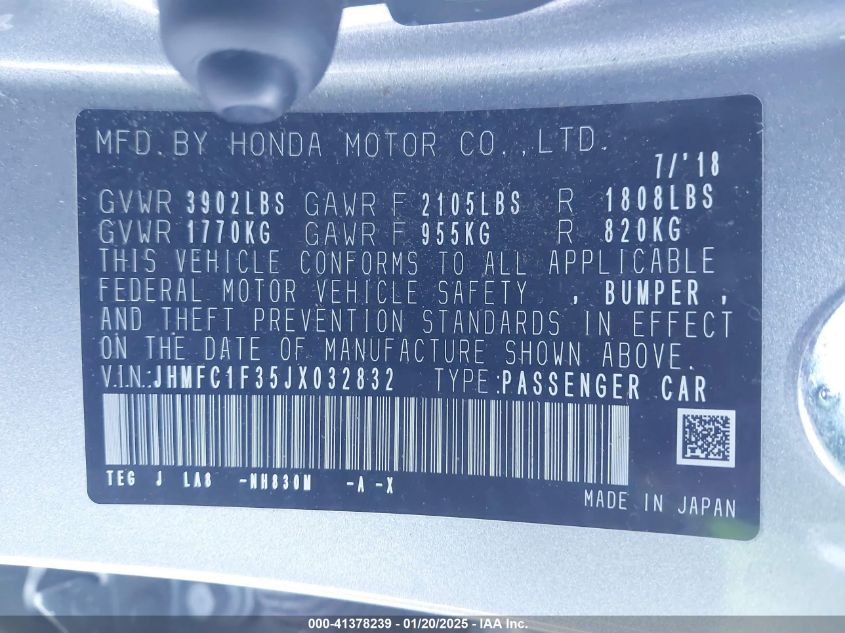 MFD. BY HONDA MOTOR CO., LTD.
7/'18
GVWR 3902LBS GAWR F 2105LBS R 1808LBS
GVWR 1770KG GAWR F 955KG R 820KG
THIS VEHICLE CONFORMS TO ALL APPLICABLE
FEDERAL MOTOR VEHICLE SAFETY , BUMPER ,
AND THEFT PREVENTION STANDARDS IN EFFECT
ON THE DATE OF MANUFACTURE SHOWN ABOVE.
V.I.N.:JHMFC1F35JX032832 TYPE:PASSENGER CAR
TEG J LA8 -NH830M -A -X
MADE IN JAPAN
000-41378239 - 01/20/2025 - IAA Inc.